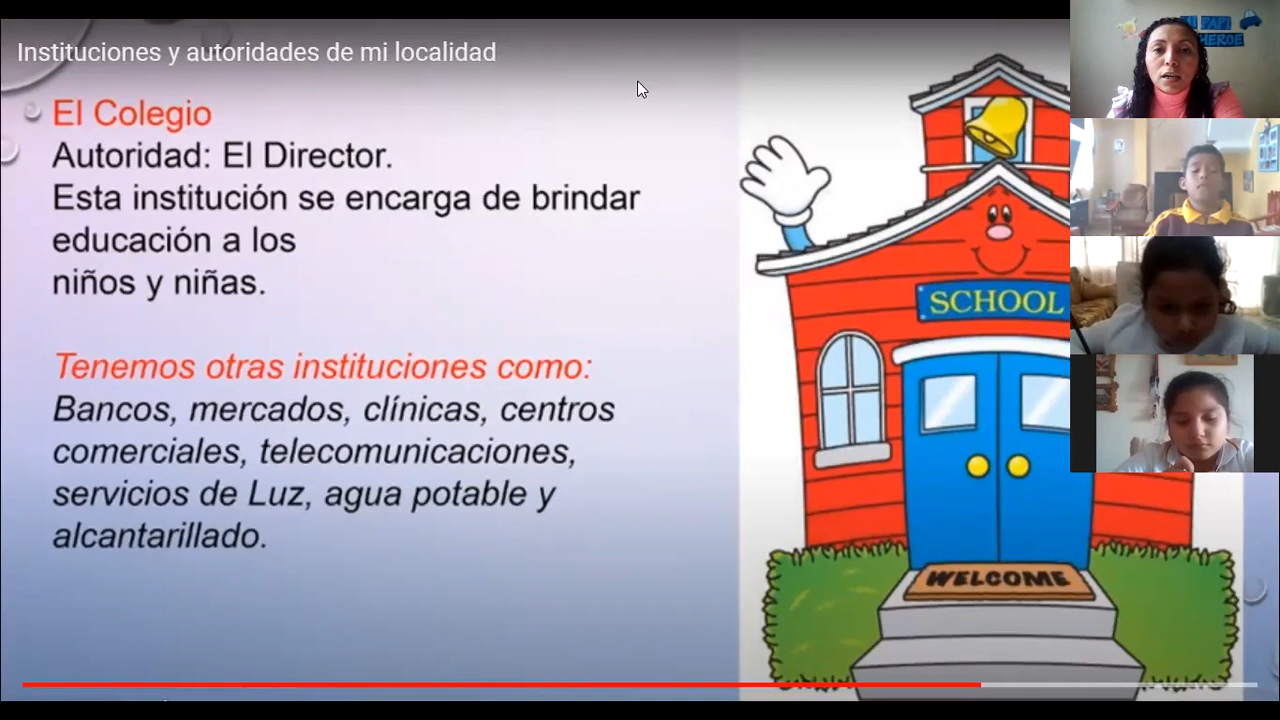 Instituciones y autoridades de mi localidad
El Colegio
Autoridad: El Director.
Esta institución se encarga de brindar
educación a los
niños y niñas.
Tenemos otras instituciones como:
Bancos, mercados, clínicas, centros
comerciales, telecomunicaciones,
servicios de Luz, agua potable y
alcantarillado.
SCHOOL
WELCOME
PAPI
HEROE